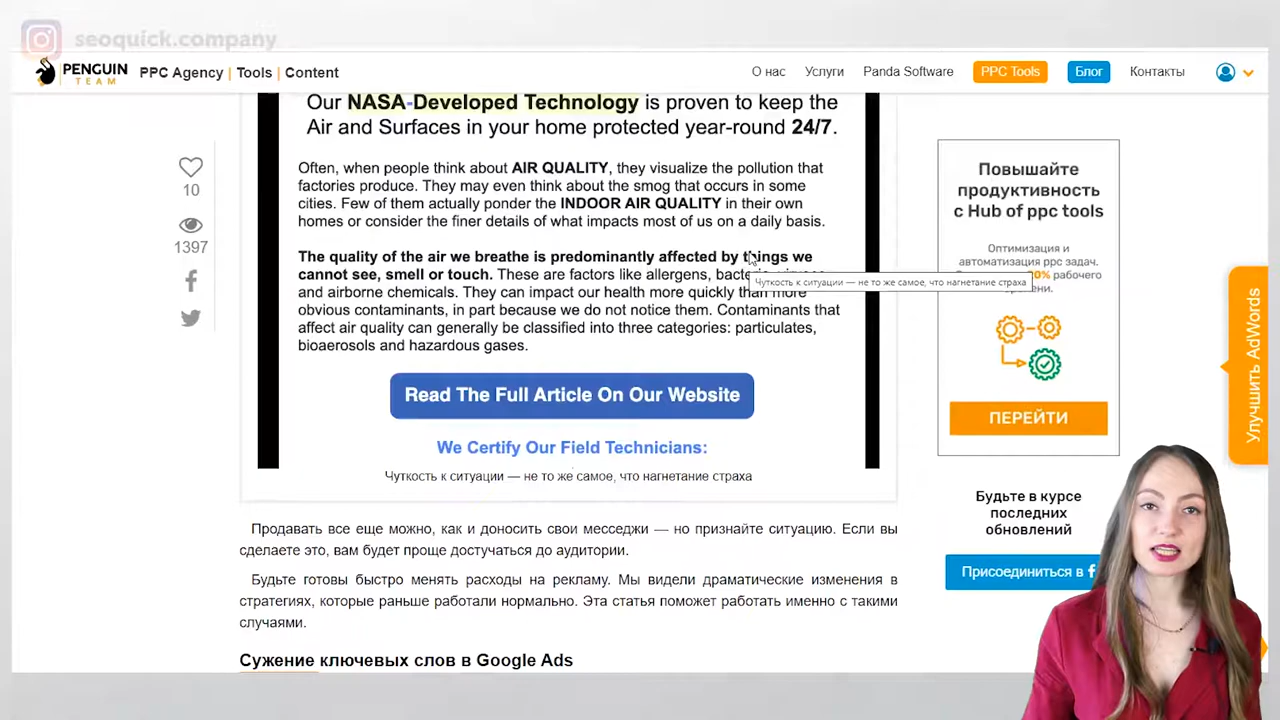 seoquick.company
PENGUIN
TEAM
PPC Agency | Tools | Content
О нас Услуги Panda Software PPC Tools Блог Контакты
Our NASA-Developed Technology is proven to keep the
Air and Surfaces in your home protected year-round 24/7.
10
1397
Often, when people think about AIR QUALITY, they visualize the pollution that
factories produce. They may even think about the smog that occurs in some
cities. Few of them actually ponder the INDOOR AIR QUALITY in their own
homes or consider the finer details of what impacts most of us on a daily basis.
The quality of the air we breathe is predominantly affected by things we
cannot see, smell or touch. These are factors like allergens,
Чуткость к ситуации — не то же самое, что нагнетание страха
and airborne chemicals. They can impact our health more quickly than more
obvious contaminants, in part because we do not notice them. Contaminants that
affect air quality can generally be classified into three categories: particulates,
bioaerosols and hazardous gases.
Read The Full Article On Our Website
We Certify Our Field Technicians:
Чуткость к ситуации — не то же самое, что нагнетание страха
Продавать все еще можно, как и доносить свои месседжи — но признайте ситуацию. Если вы
сделаете это, вам будет проще достучаться до аудитории.
Будьте готовы быстро менять расходы на рекламу. Мы видели драматические изменения в
стратегиях, которые раньше работали нормально. Эта статья поможет работать именно с такими
случаями.
Сужение ключевых слов в Google Ads
Повышайте
продуктивность
с Hub of ppc tools
Оптимизация и
автоматизация ppc задач.
0% рабочего
ПЕРЕЙТИ
Будьте в курсе
последних
обновлений
Присоединиться в f
Улучшить AdWords